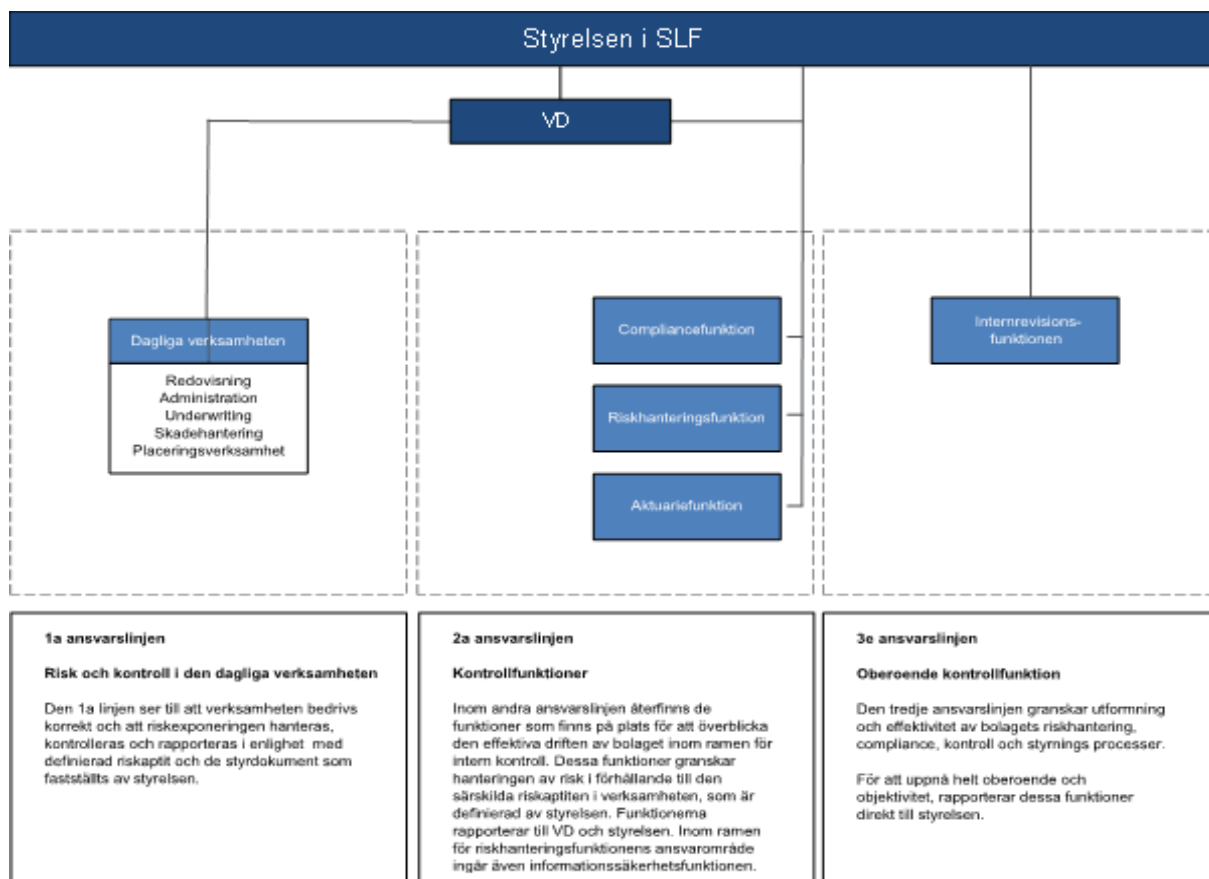 Styrelsen i SLF
VD
Dagliga verksamheten
Redovisning
Administration
Underwriting
Skadehantering
Placeringsverksamhet
Compliancefunktion
Riskhanteringsfunktion
Aktuariefunktion
Internrevisions-
funktionen
1a ansvarslinjen
Risk och kontroll i den dagliga verksamheten
Den 1a linjen ser till att verksamheten bedrivs
korrekt och att riskexponeringen hanteras,
kontrolleras och rapporteras i enlighet med
definierad riskaptit och de styrdokument som
fastställts av styrelsen.
2a ansvarslinjen
Kontrollfunktioner
Inom andra ansvarslinjen återfinns de
funktioner som finns på plats för att överblicka
den effektiva driften av bolaget inom ramen för
intern kontroll. Dessa funktioner granskar
hanteringen av risk i förhållande till den
särskilda riskaptiten i verksamheten, som är
definierad av styrelsen. Funktionerna
rapporterar till VD och styrelsen. Inom ramen
för riskhanteringsfunktionens ansvarområde
ingår även informationssäkerhetsfunktionen.
3e ansvarslinjen
Oberoende kontrollfunktion
Den tredje ansvarslinjen granskar utformning
och effektivitet av bolagets riskhantering,
compliance, kontroll och styrnings processer.
För att uppnå helt oberoende och
objektivitet, rapporterar dessa funktioner
direkt till styrelsen.